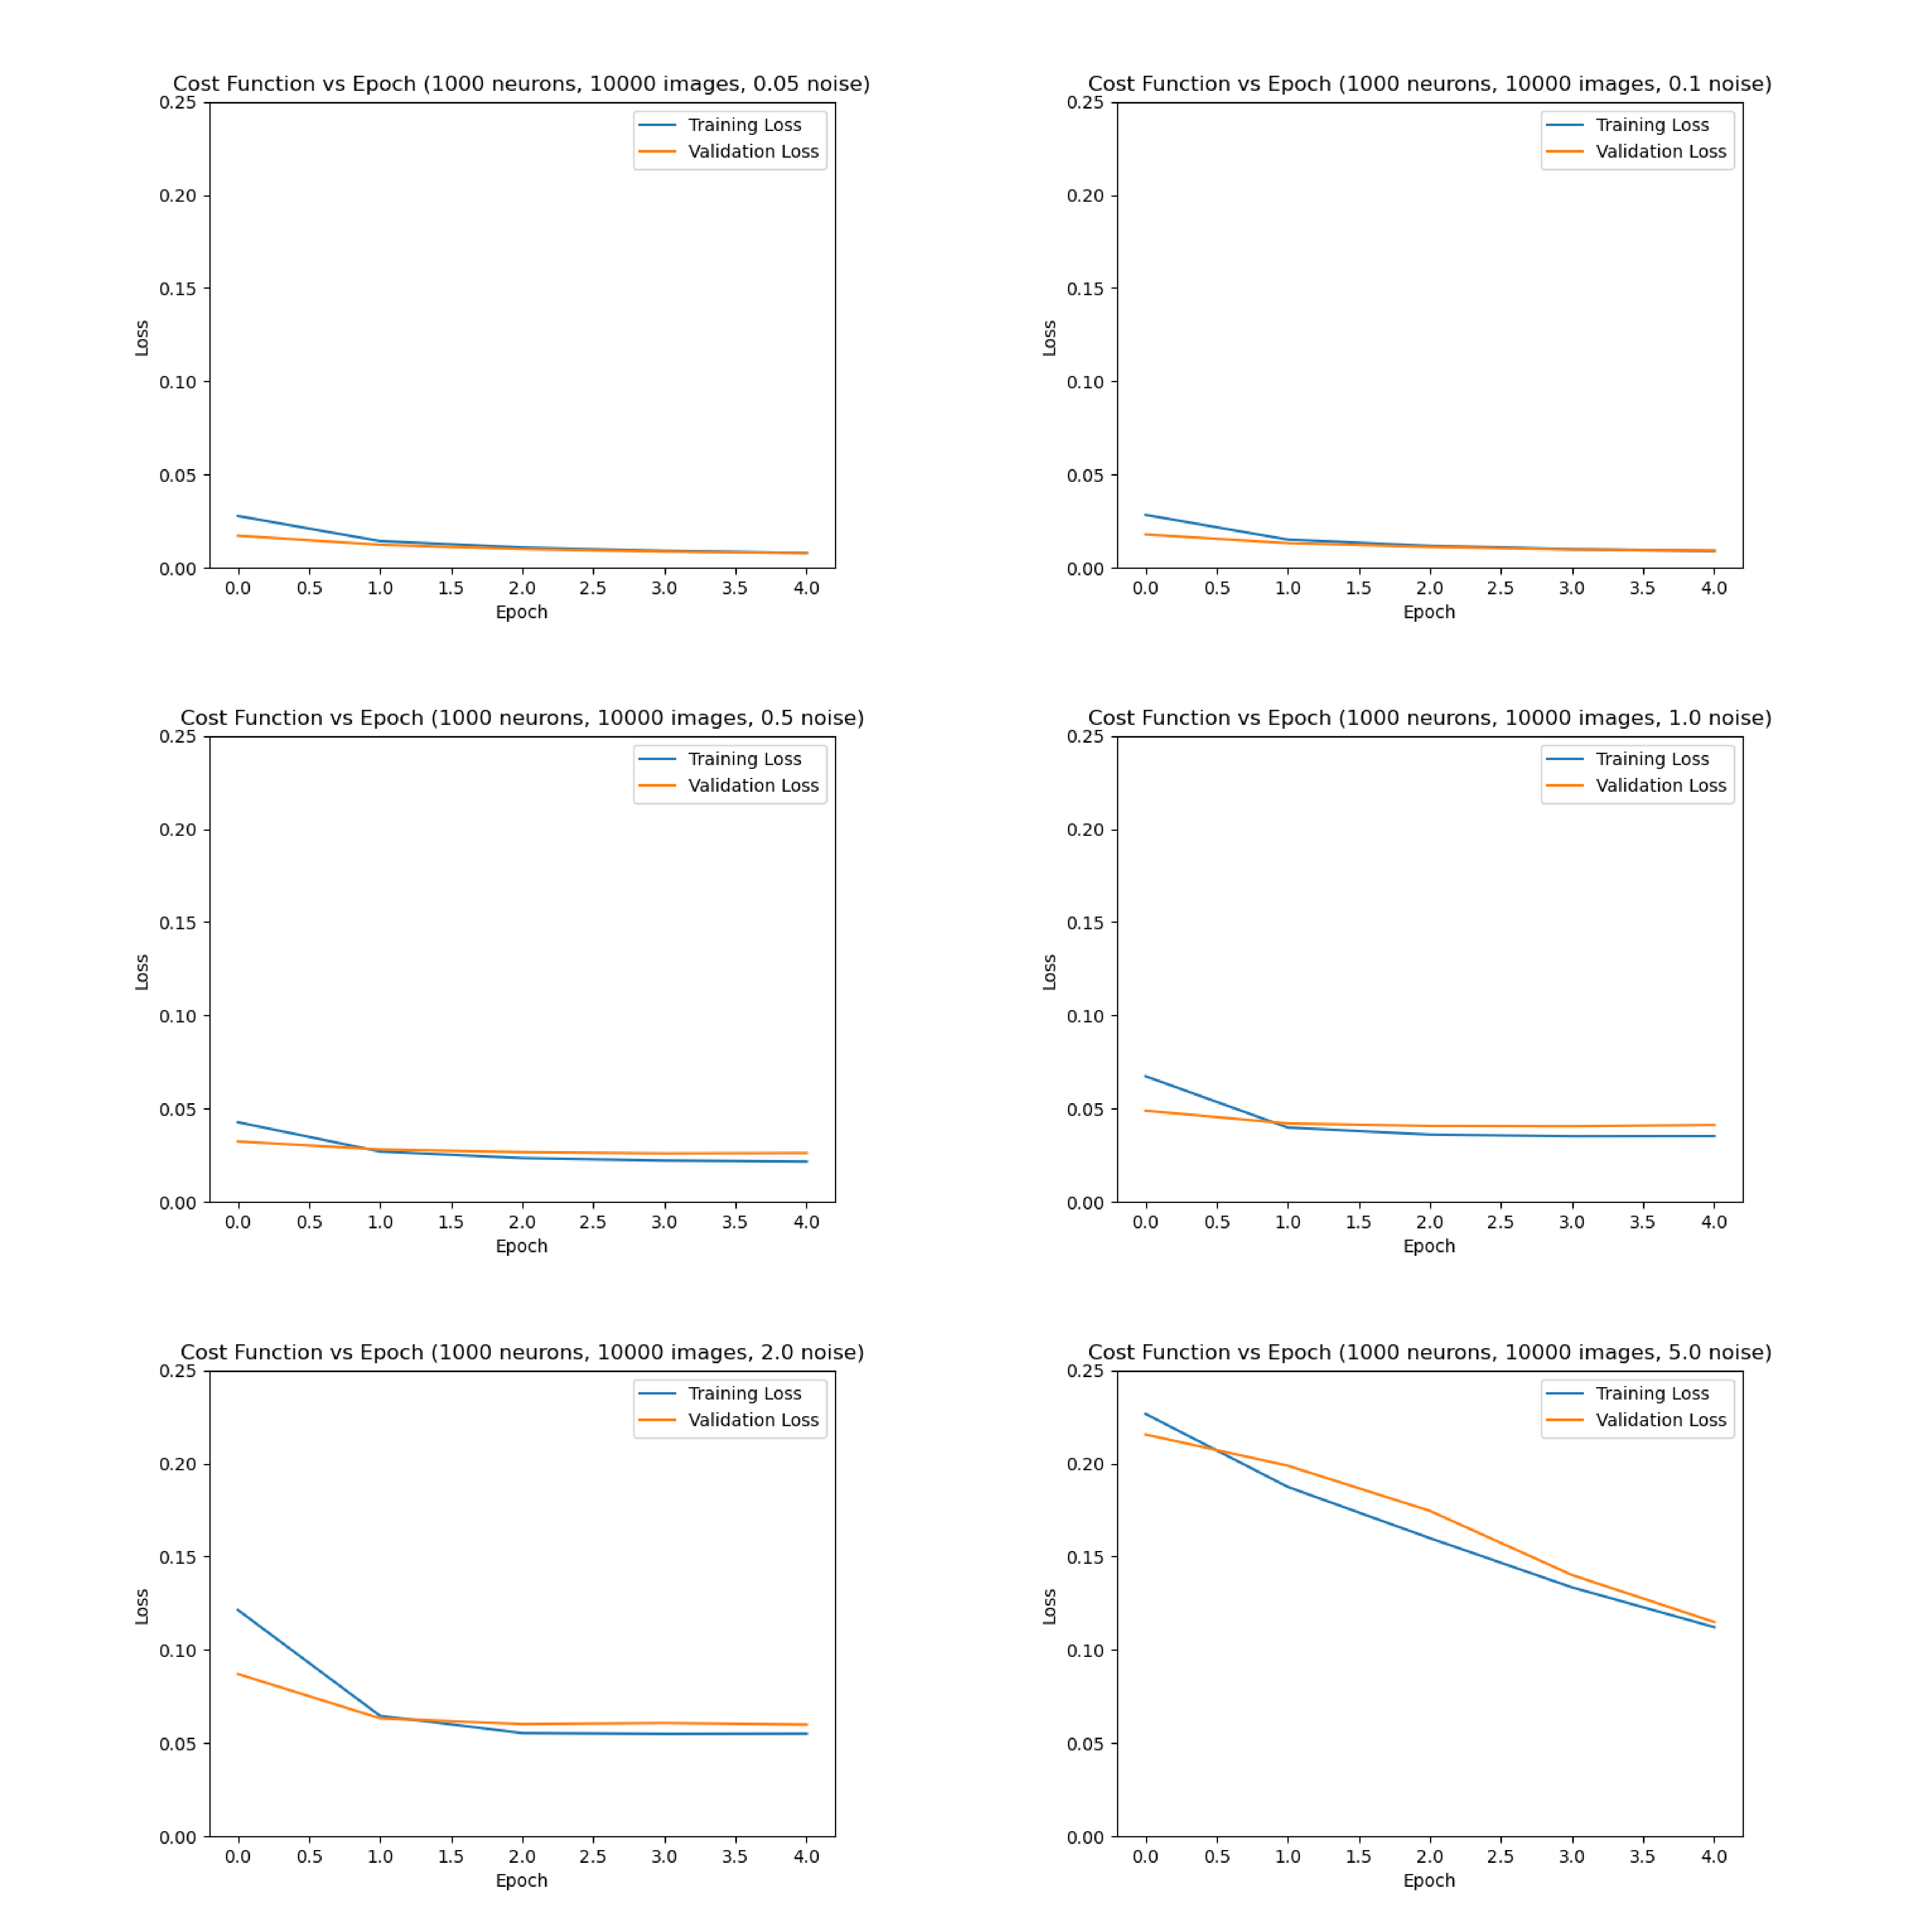 Cost Function vs Epoch (1000 neurons, 10000 images, 0.05 noise)
0.25
0.20
0.15
0.10
0.05
0.00
Loss
Training Loss
Validation Loss
0.0 0.5 1.0 1.5 2.0 2.5 3.0 3.5 4.0
Epoch
Cost Function vs Epoch (1000 neurons, 10000 images, 0.1 noise)
0.25
0.20
0.15
0.10
0.05
0.00
Loss
Training Loss
Validation Loss
0.0 0.5 1.0 1.5 2.0 2.5 3.0 3.5 4.0
Epoch
Cost Function vs Epoch (1000 neurons, 10000 images, 0.5 noise)
0.25
0.20
0.15
0.10
0.05
0.00
Loss
Training Loss
Validation Loss
0.0 0.5 1.0 1.5 2.0 2.5 3.0 3.5 4.0
Epoch
Cost Function vs Epoch (1000 neurons, 10000 images, 1.0 noise)
0.25
0.20
0.15
0.10
0.05
0.00
Loss
Training Loss
Validation Loss
0.0 0.5 1.0 1.5 2.0 2.5 3.0 3.5 4.0
Epoch
Cost Function vs Epoch (1000 neurons, 10000 images, 2.0 noise)
0.25
0.20
0.15
0.10
0.05
0.00
Loss
Training Loss
Validation Loss
0.0 0.5 1.0 1.5 2.0 2.5 3.0 3.5 4.0
Epoch
Cost Function vs Epoch (1000 neurons, 10000 images, 5.0 noise)
0.25
0.20
0.15
0.10
0.05
0.00
Loss
Training Loss
Validation Loss
0.0 0.5 1.0 1.5 2.0 2.5 3.0 3.5 4.0
Epoch